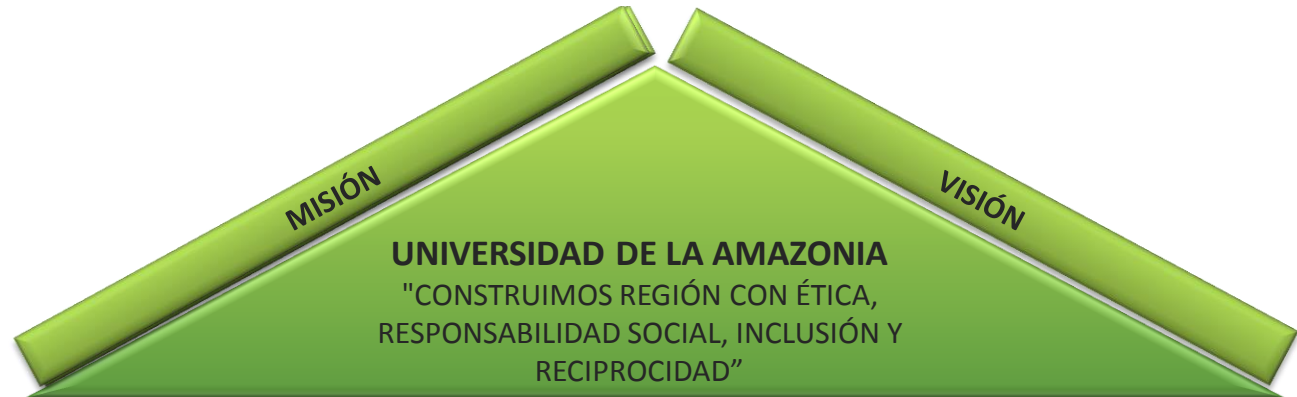 MISIÓN
VISIÓN
UNIVERSIDAD DE LA AMAZONIA
"CONSTRUIMOS REGIÓN CON ÉTICA,
RESPONSABILIDAD SOCIAL, INCLUSIÓN Y
RECIPROCIDAD”